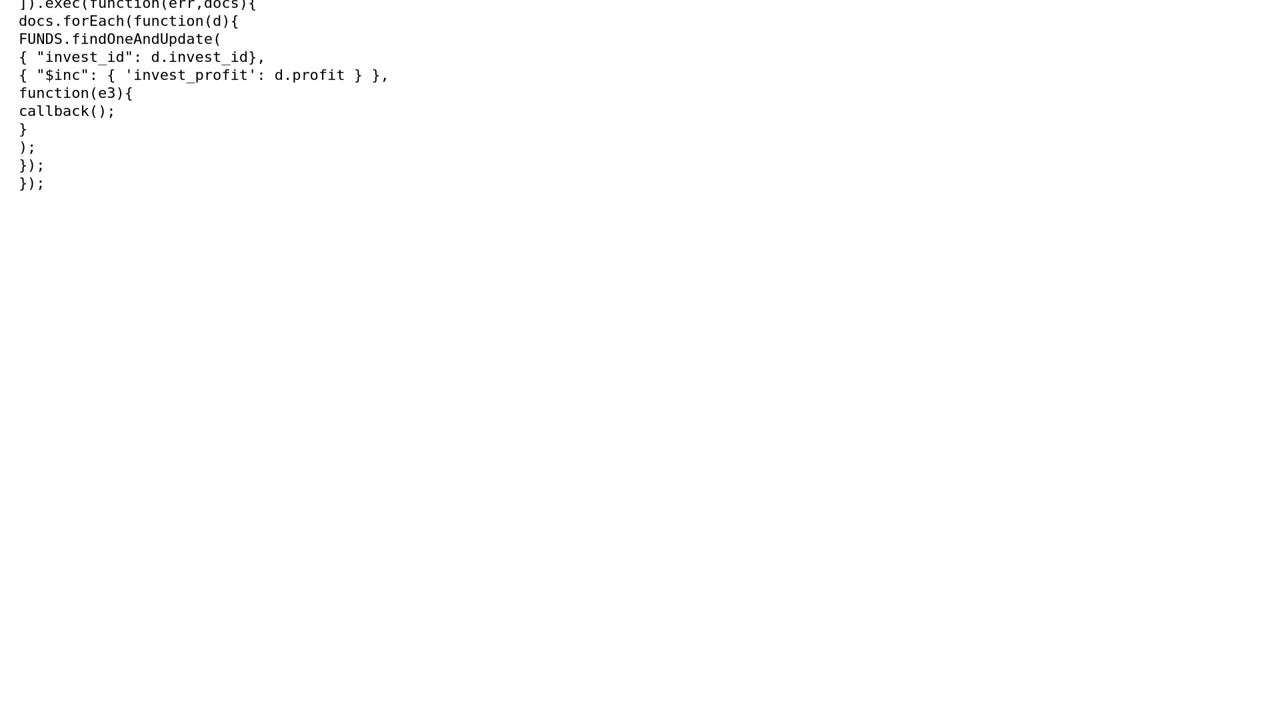 ]).exec(function(err,docs){
docs.forEach(function(d){
FUNDS.findOneAndUpdate(
{ "invest_id": d.invest_id},
{ "$inc": { 'invest_profit': d.profit } },
function(e3){
callback();
}
);
});
});